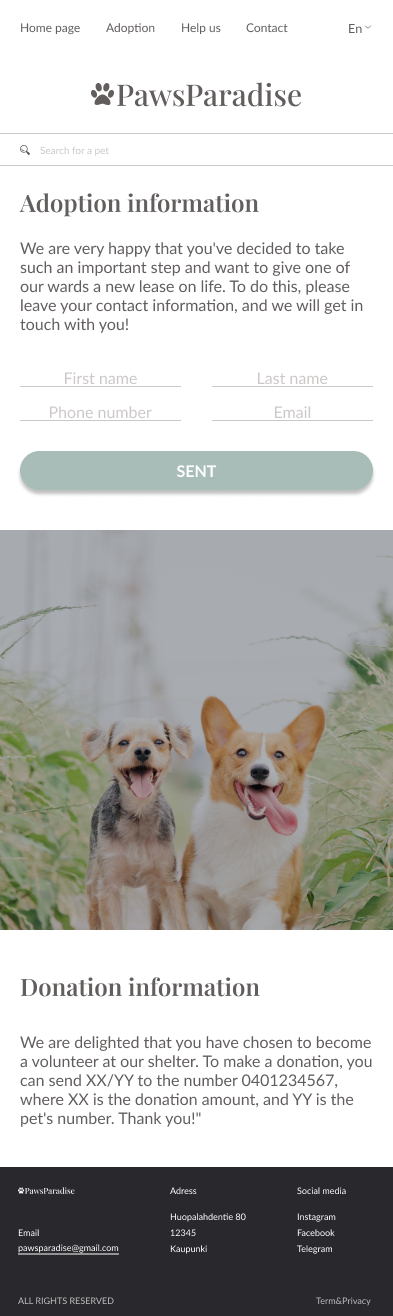 Home page Adoption Help us Contact En
PawsParadise
Search for a pet
Adoption information
We are very happy that you've decided to take
such an important step and want to give one of
our wards a new lease on life. To do this, please
leave your contact information, and we will get in
touch with you!
First name Last name
Phone number Email
SENT
Donation information
We are delighted that you have chosen to become
a volunteer at our shelter. To make a donation, you
can send XX/YY to the number 0401234567,
where XX is the donation amount, and YY is the
pet's number. Thank you!"
PawsParadise Adress Social media
Huopalahdentie 80 Instagram
Email 12345 Facebook
pawsparadise@gmail.com Kaupunki Telegram
ALL RIGHTS RESERVED Term&Privacy